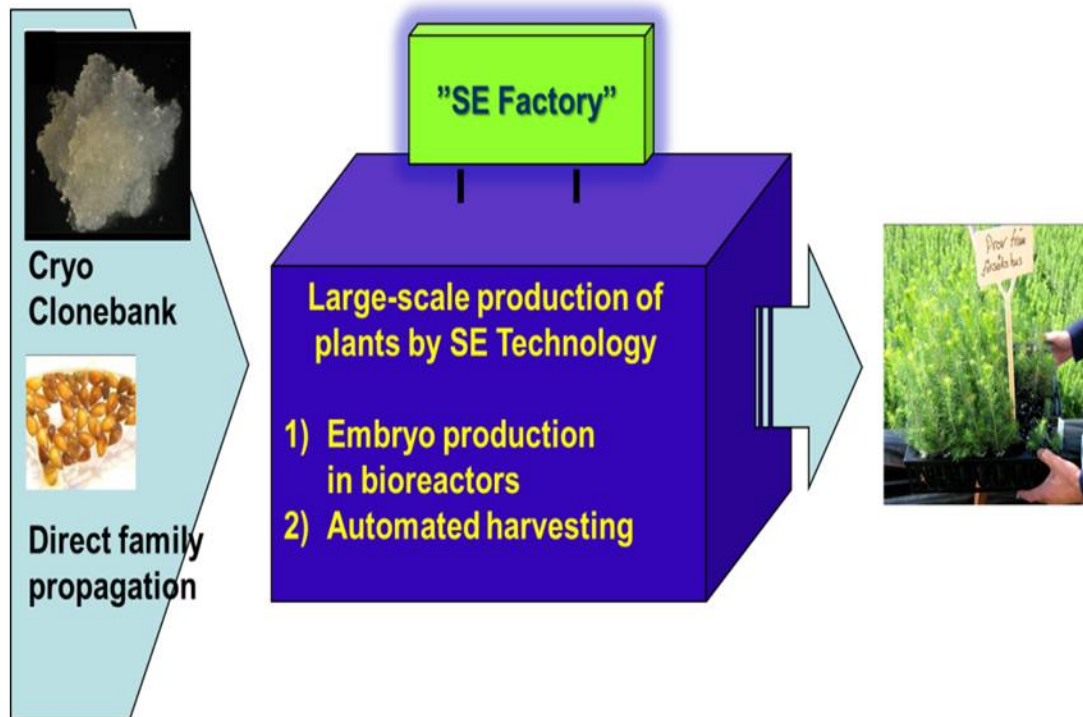 "SE Factory"
Cryo
Clonebank
Direct family
propagation
Large-scale production of
plants by SE Technology
1) Embryo production
in bioreactors
2) Automated harvesting
från